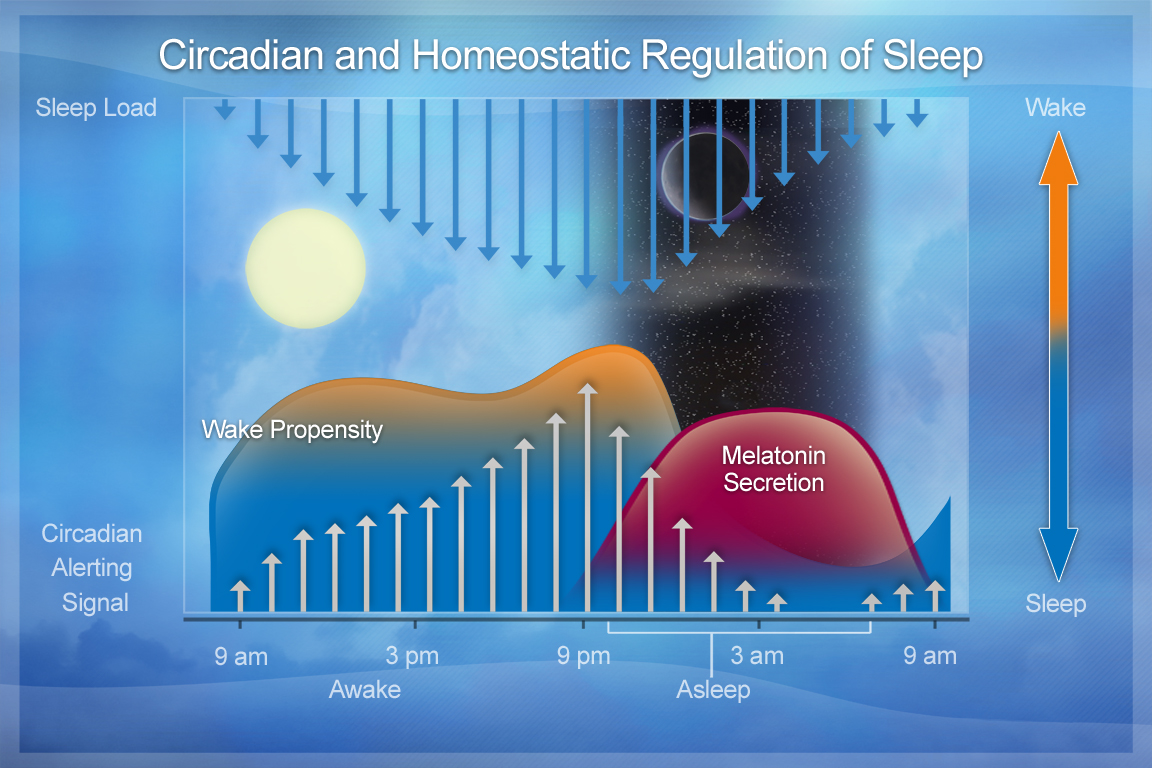 Circadian and Homeostatic Regulation of Sleep
Sleep Load
Wake
Wake Propensity
Melatonin
Secretion
Circadian
Alerting
Signal
Sleep
9 am
3 pm
9 pm
3 am
9 am
Awake
Asleep